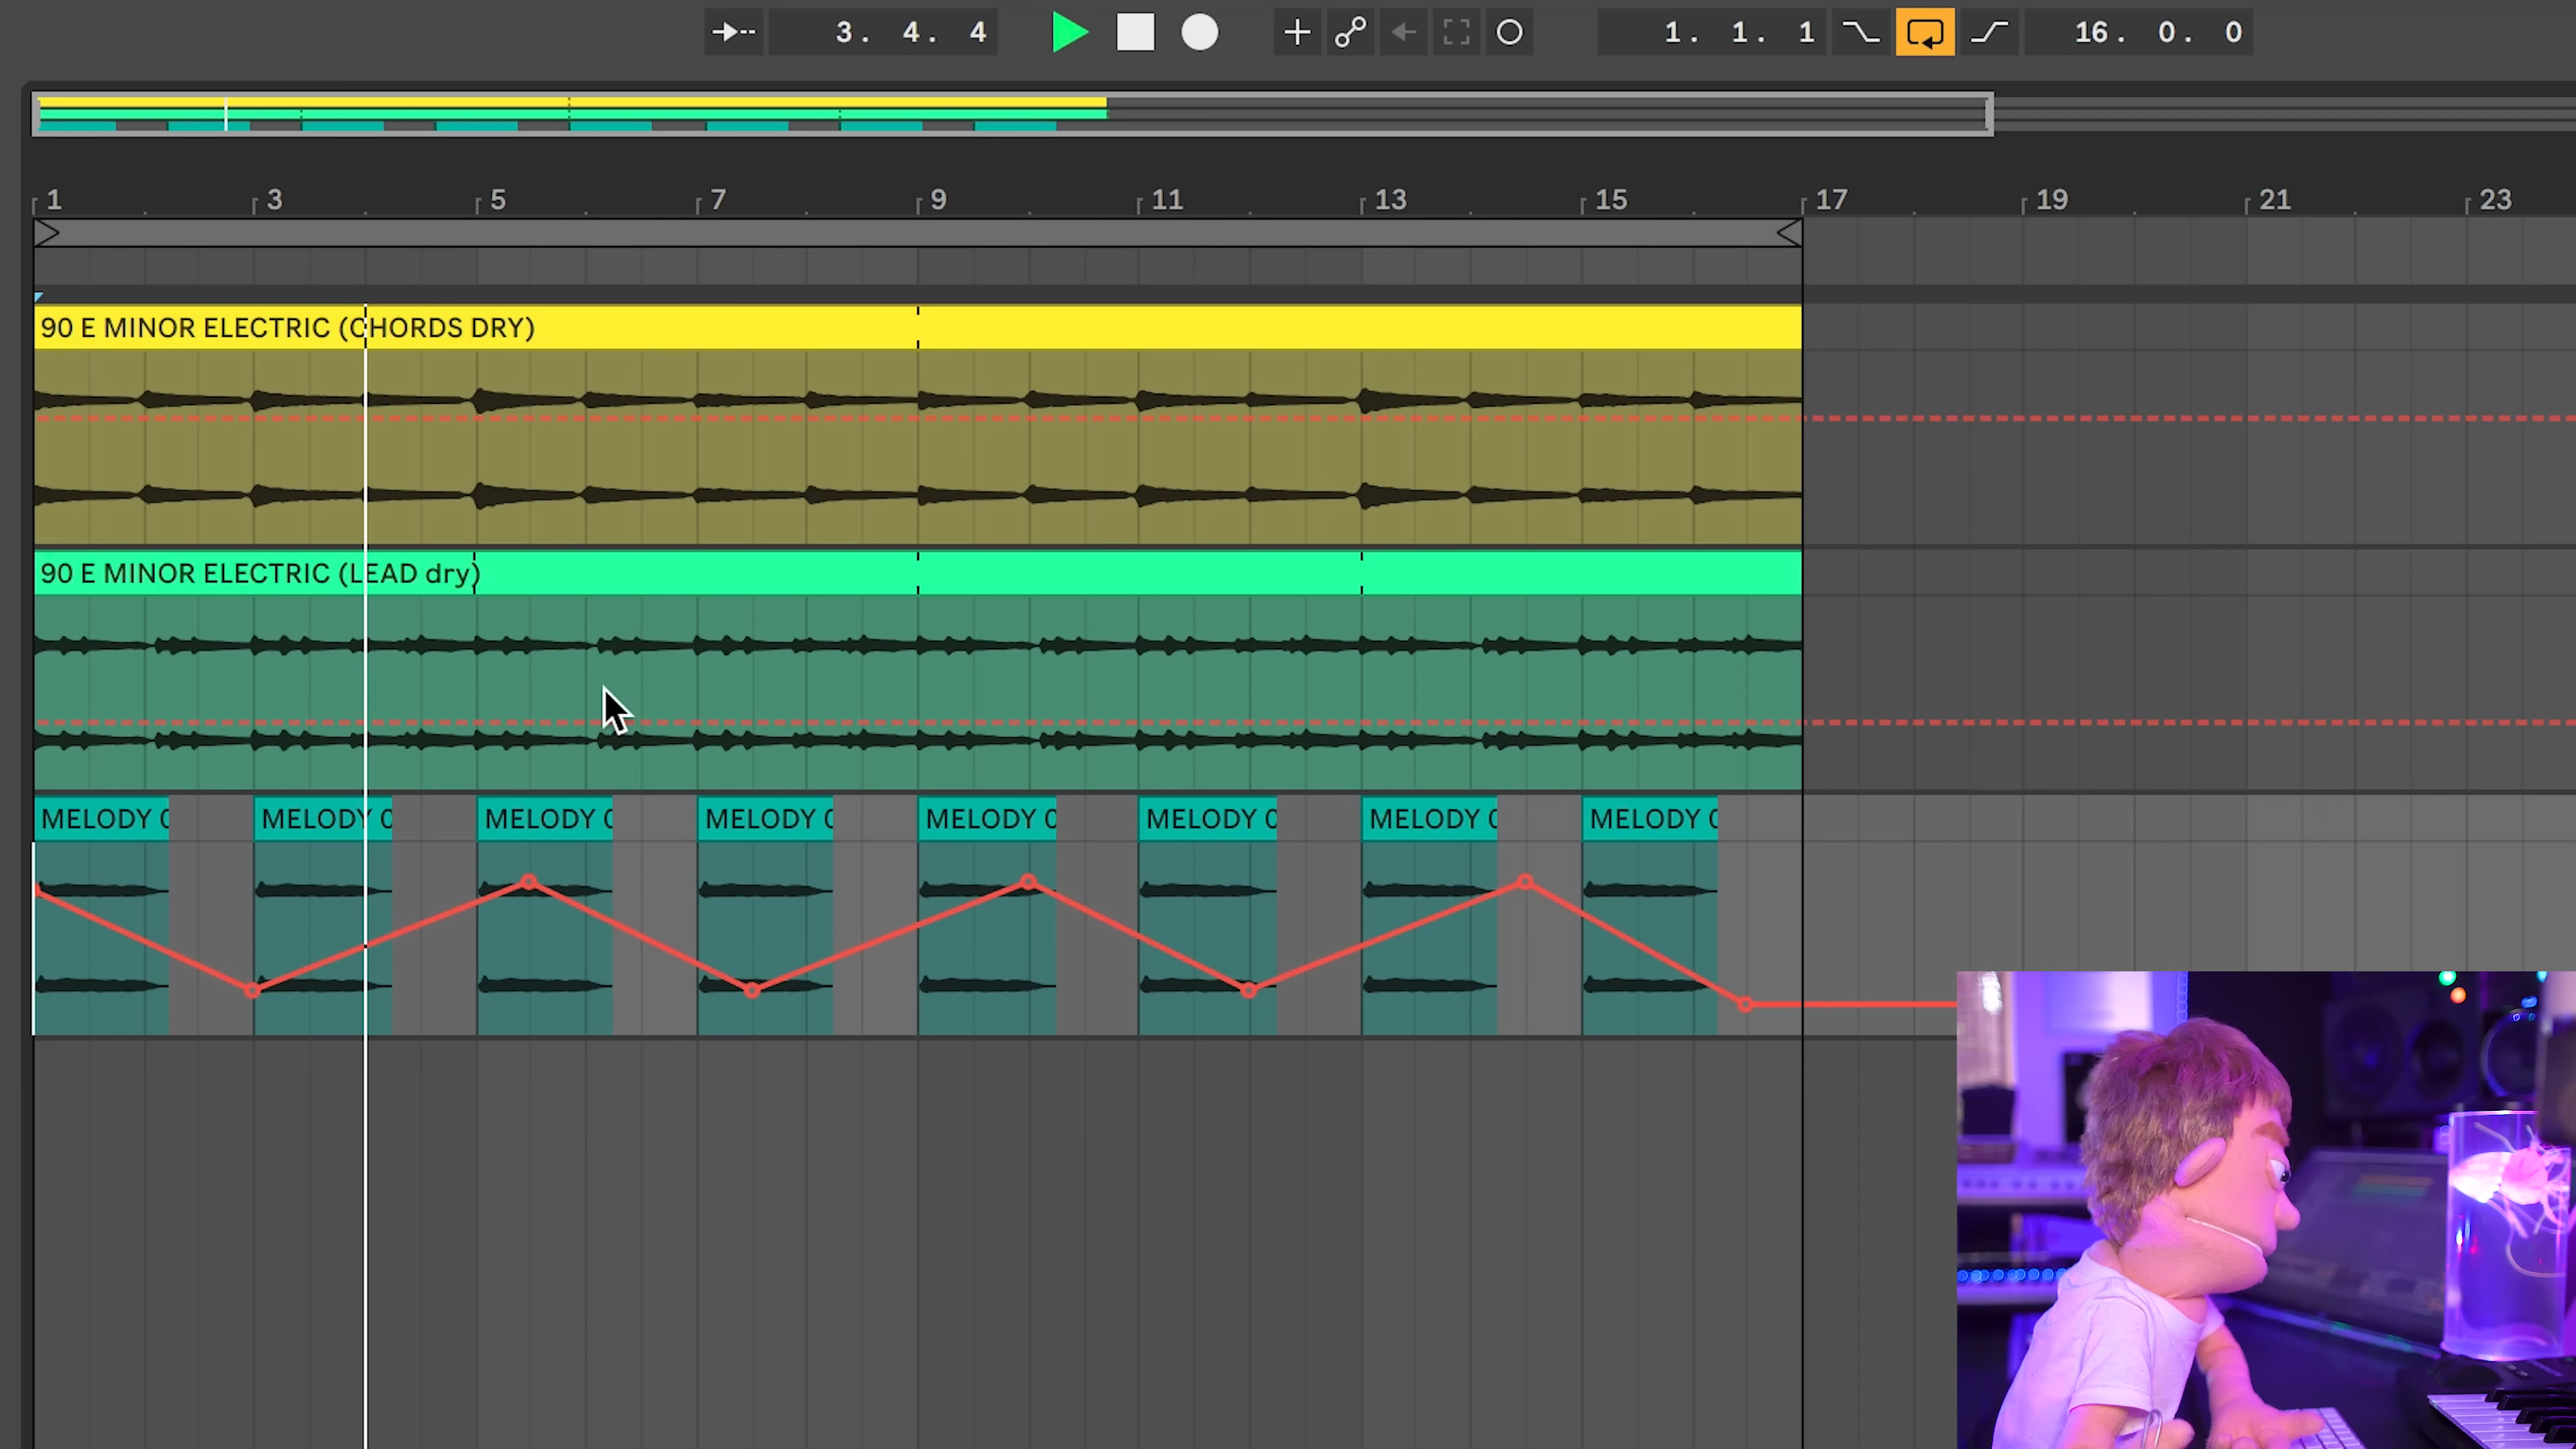 3. 4. 4
1. 1. 1
16. 0. 0
1 3 5 7 9 11 13 15 17 19 21 23
90 E MINOR ELECTRIC (CHORDS DRY)
90 E MINOR ELECTRIC (LEAD dry)
MELODY MELODY MELODY MELODY MELODY MELODY MELODY MELODY